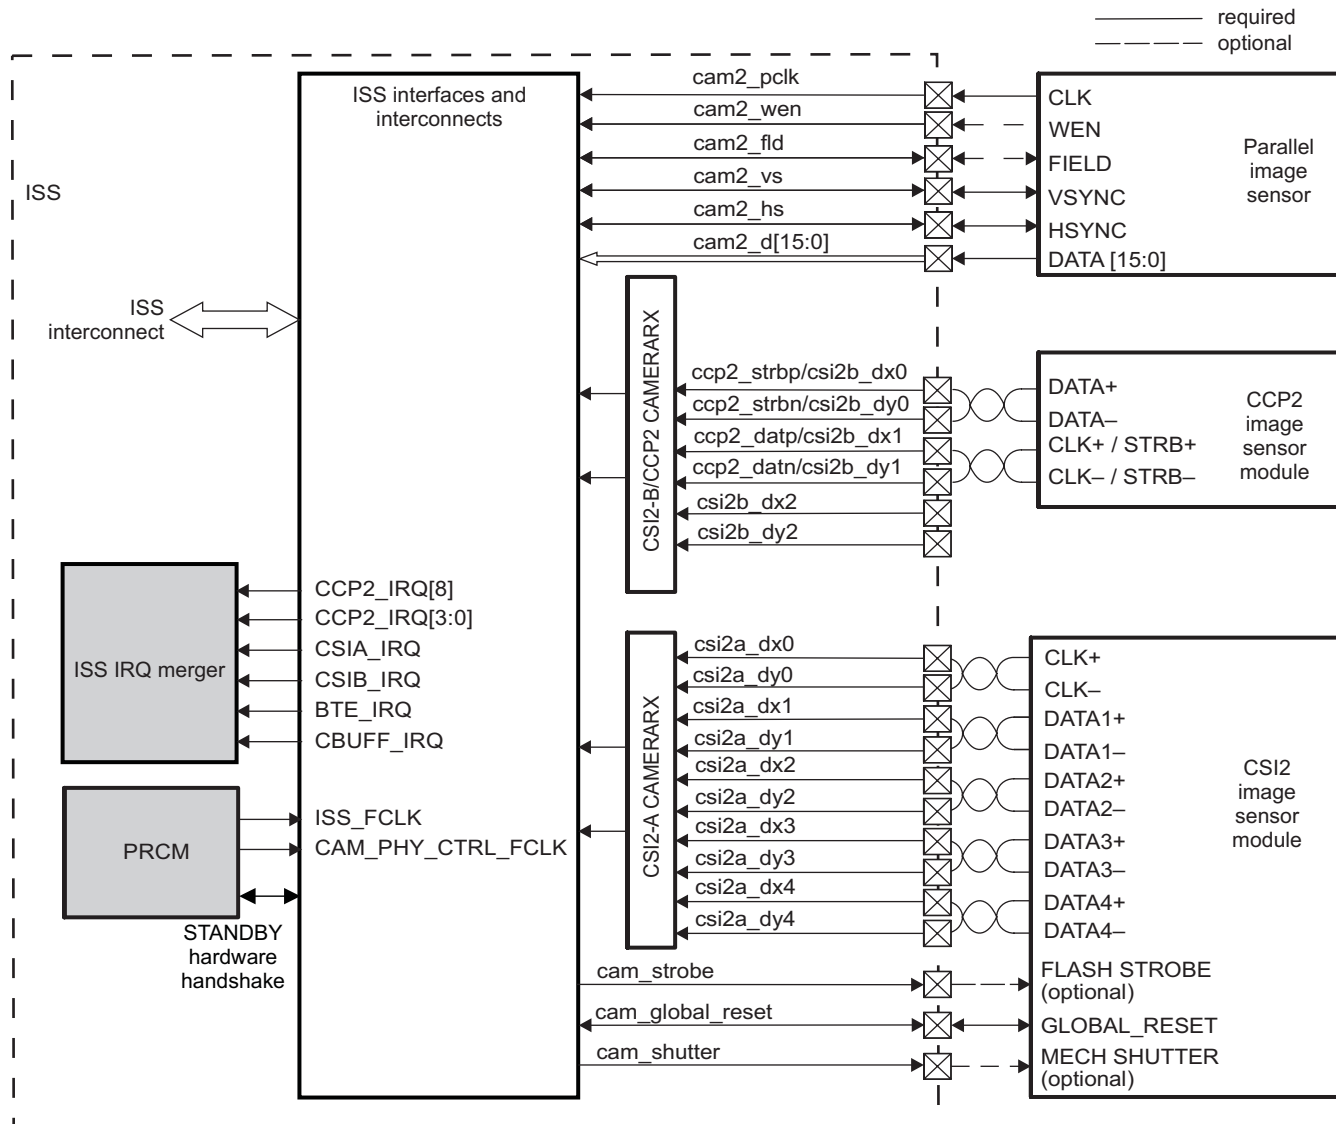 required
optional
ISS
ISS interfaces and
interconnects
cam2_pclk
cam2_wen
cam2_fld
cam2_vs
cam2_hs
cam2_d[15:0]
CLK
WEN
FIELD
VSYNC
HSYNC
DATA [15:0]
Parallel
image
sensor
ISS
interconnect
CSI2-B/CCP2 CAMERARX
ccp2_strbp/csi2b_dx0
ccp2_strbn/csi2b_dy0
ccp2_datp/csi2b_dx1
ccp2_datn/csi2b_dy1
csi2b_dx2
csi2b_dy2
DATA+
DATA–
CLK+ / STRB+
CLK– / STRB–
CCP2
image
sensor
module
ISS IRQ merger
CCP2_IRQ[8]
CCP2_IRQ[3:0]
CSIA_IRQ
CSIB_IRQ
BTE_IRQ
CBUFF_IRQ
PRCM
ISS_FCLK
CAM_PHY_CTRL_FCLK
STANDBY
hardware
handshake
CSI2-A CAMERARX
csi2a_dx0
csi2a_dy0
csi2a_dx1
csi2a_dy1
csi2a_dx2
csi2a_dy2
csi2a_dx3
csi2a_dy3
csi2a_dx4
csi2a_dy4
cam_strobe
cam_global_reset
cam_shutter
CLK+
CLK–
DATA1+
DATA1–
DATA2+
DATA2–
DATA3+
DATA3–
DATA4+
DATA4–
FLASH STROBE
(optional)
GLOBAL_RESET
MECH SHUTTER
(optional)
CSI2
image
sensor
module